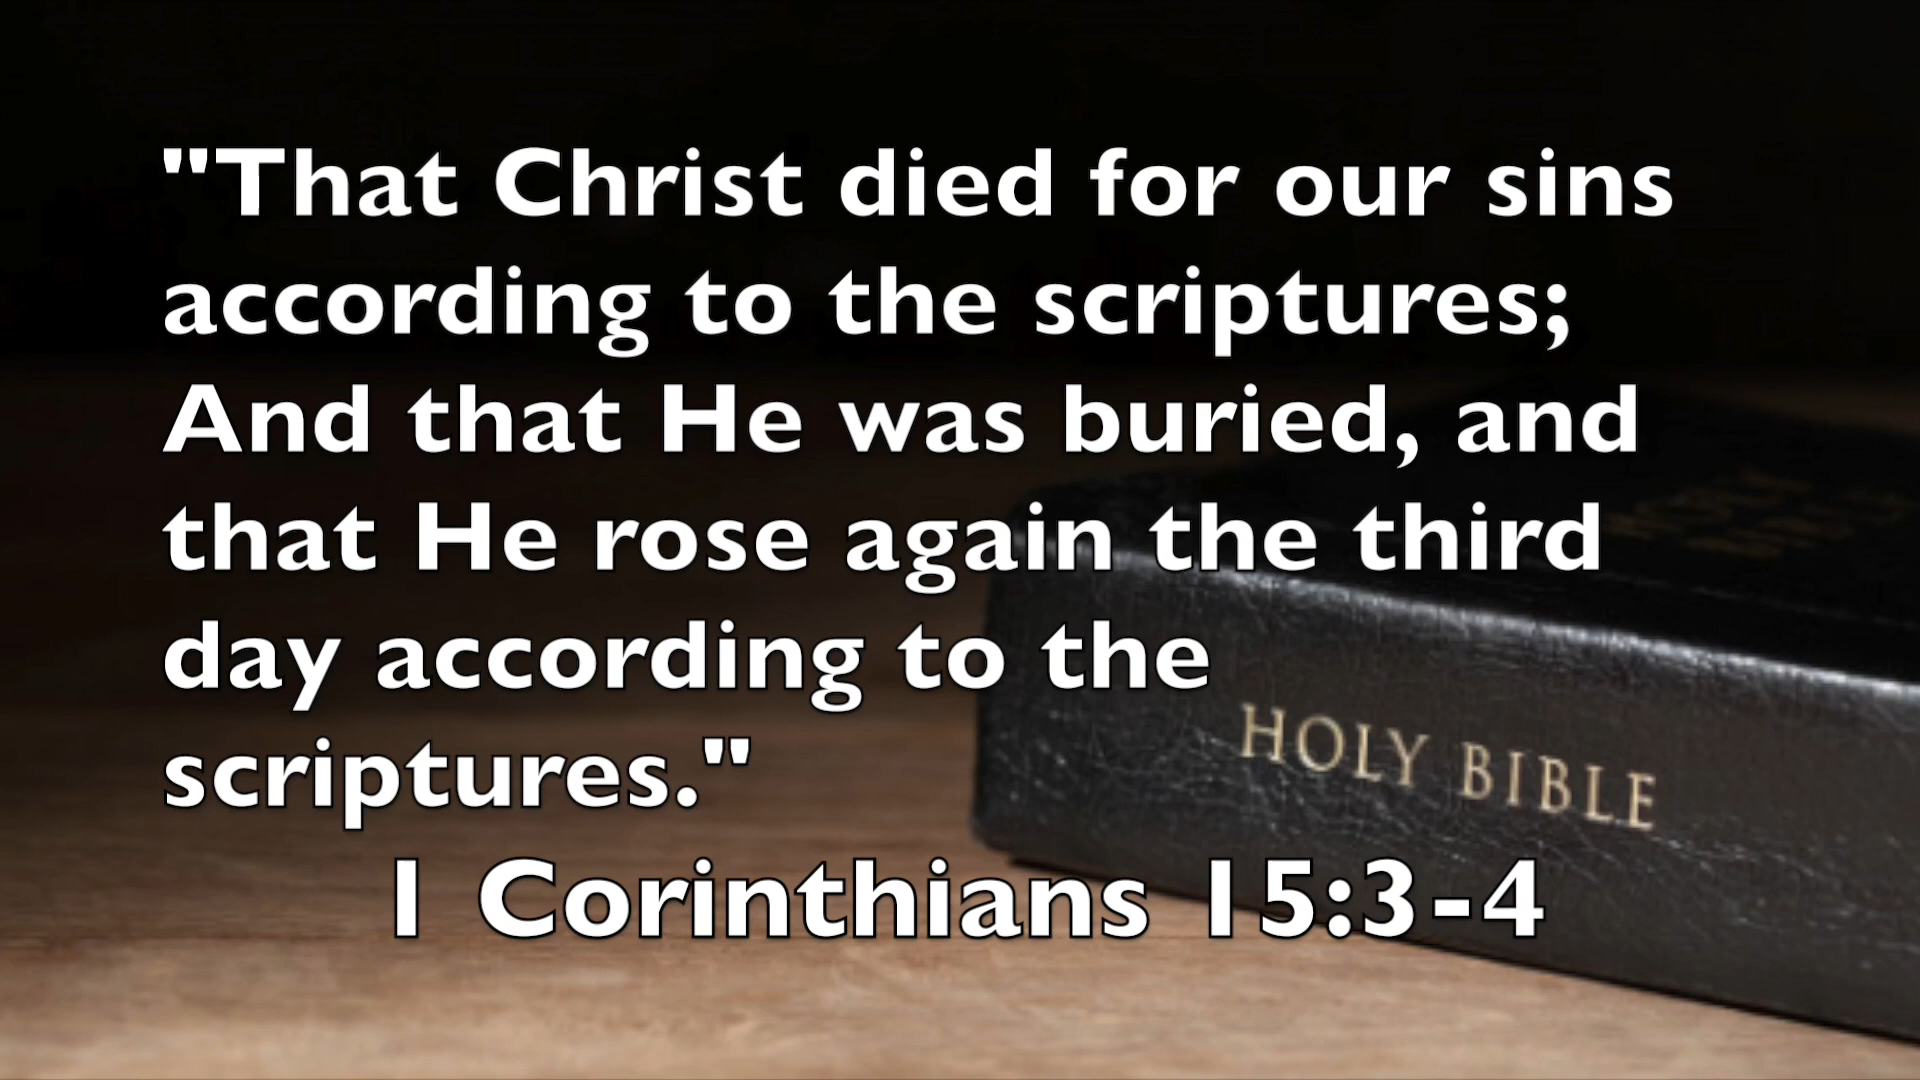 "That Christ died for our sins
according to the scriptures;
And that He was buried, and
that He rose again the third
day according to the
scriptures."
HOLY BIBLE
1 Corinthians 15:3-4